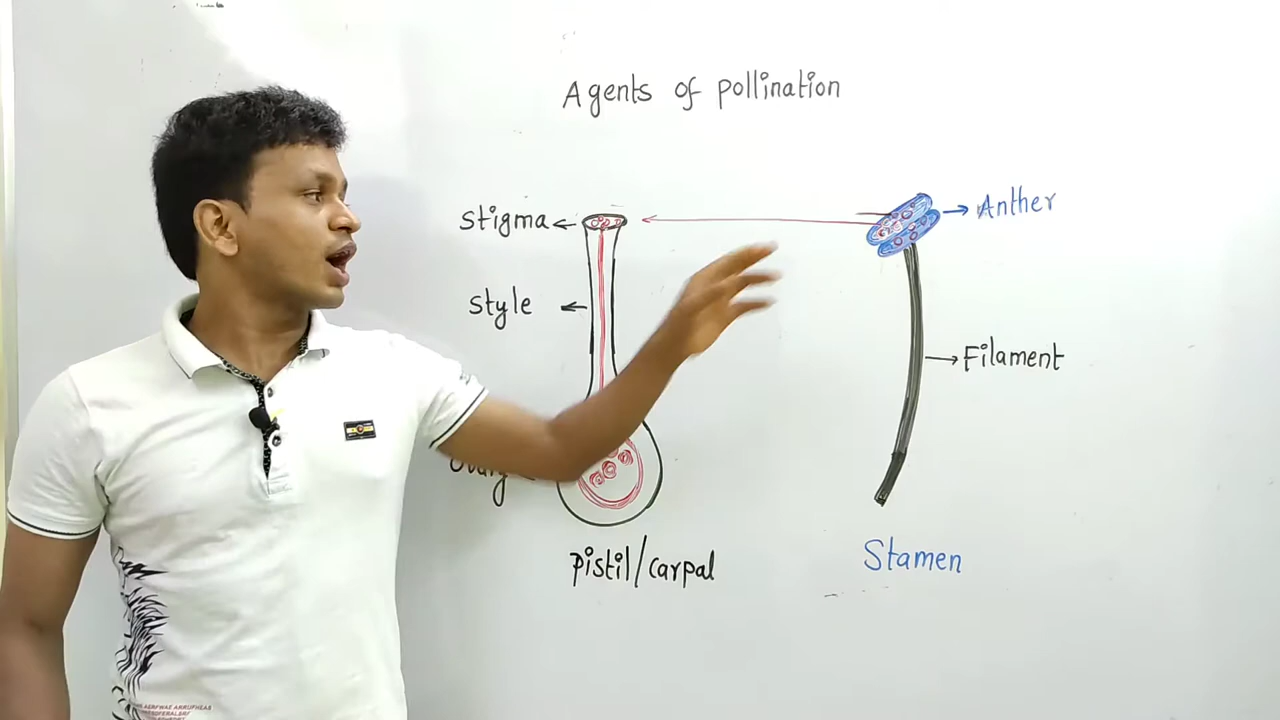 Agents of pollination
Stigma
Anther
Style
Filament
Pistil/carpal
Stamen